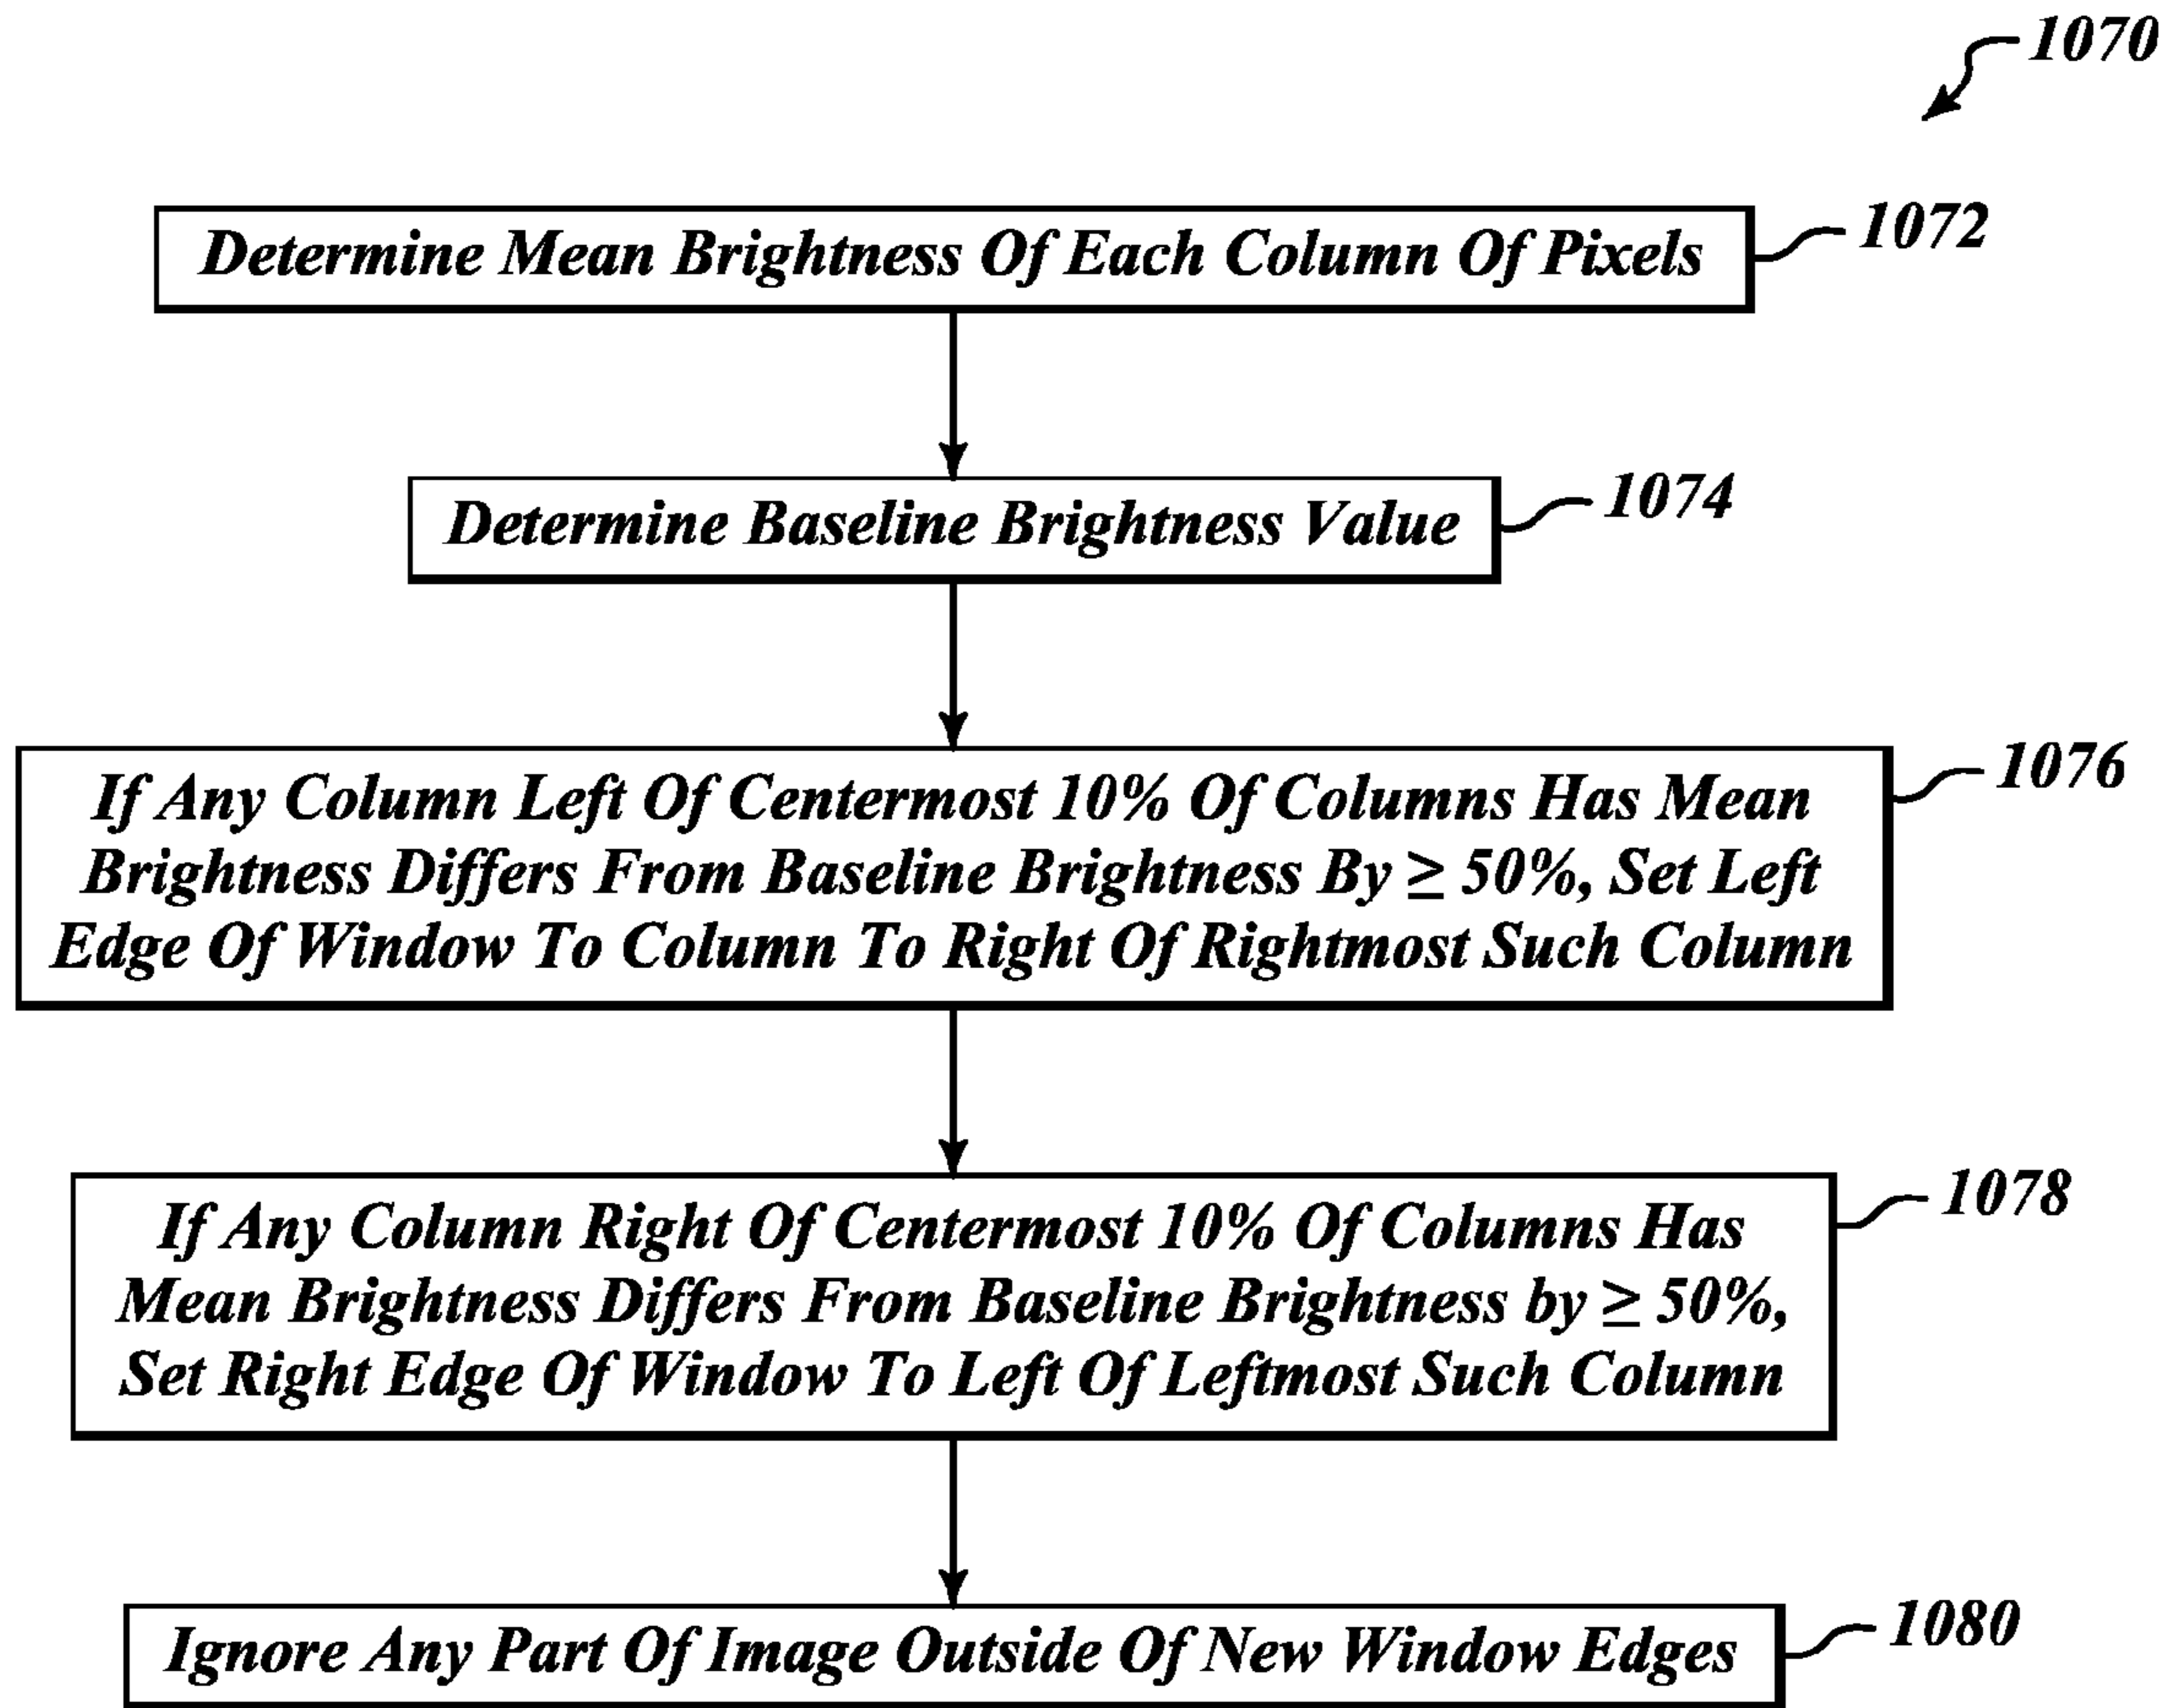 1070
Determine Mean Brightness Of Each Column Of Pixels
1072
Determine Baseline Brightness Value
1074
If Any Column Left Of Centermost 10% Of Columns Has Mean
Brightness Differs From Baseline Brightness By ≥ 50%, Set Left
Edge Of Window To Column To Right Of Rightmost Such Column
1076
If Any Column Right Of Centermost 10% Of Columns Has
Mean Brightness Differs From Baseline Brightness by ≥ 50%,
Set Right Edge Of Window To Left Of Leftmost Such Column
1078
Ignore Any Part Of Image Outside Of New Window Edges
1080